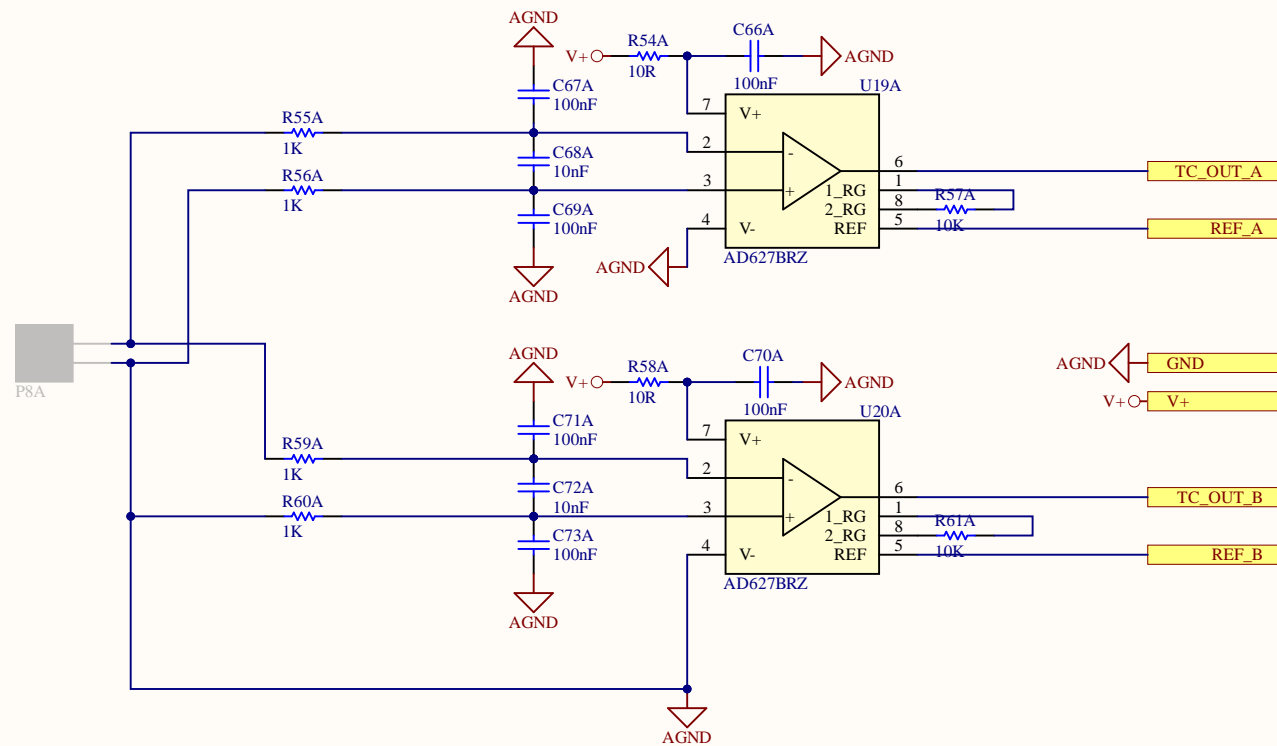 AGND
V+
R54A
10R
C66A
100nF
AGND
C67A
100nF
U19A
7
V+
R55A
1K
2
-
C68A
10nF
6
TC_OUT_A
R56A
1K
3
+
1_RG
1
R57A
10K
2_RG
8
C69A
100nF
4
V-
REF
5
REF_A
AGND
AGND
AD627BRZ
P8A
AGND
V+
R58A
10R
C70A
100nF
AGND
AGND
GND
V+
V+
C71A
100nF
U20A
7
V+
R59A
1K
2
-
C72A
10nF
6
TC_OUT_B
R60A
1K
3
+
1_RG
1
R61A
10K
2_RG
8
C73A
100nF
4
V-
REF
5
REF_B
AGND
AD627BRZ
AGND